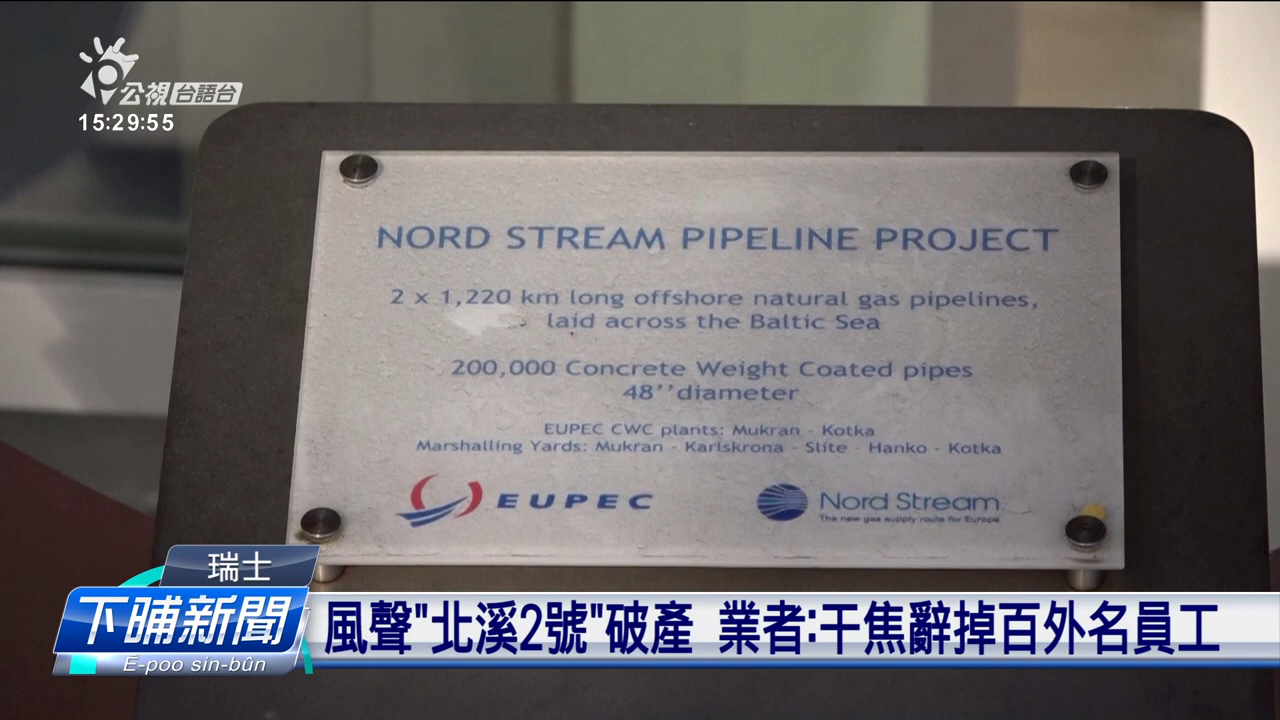 公視台語台
15:29:55
NORD STREAM PIPELINE PROJECT
2 x 1,220 km long offshore natural gas pipelines,
laid across the Baltic Sea
200,000 Concrete Weight Coated pipes
48’’diameter
EUPEC CWC plants: Mukran - Kotka
Marshalling Yards: Mukran - Karlskrona - Slite - Hanko - Kotka
EUPEC
Nord Stream
The new gas supply route for Europe
瑞士
下晡新聞
Ē-poo sin-bûn
風聲"北溪2號"破產 業者:干焦辭掉百外名員工